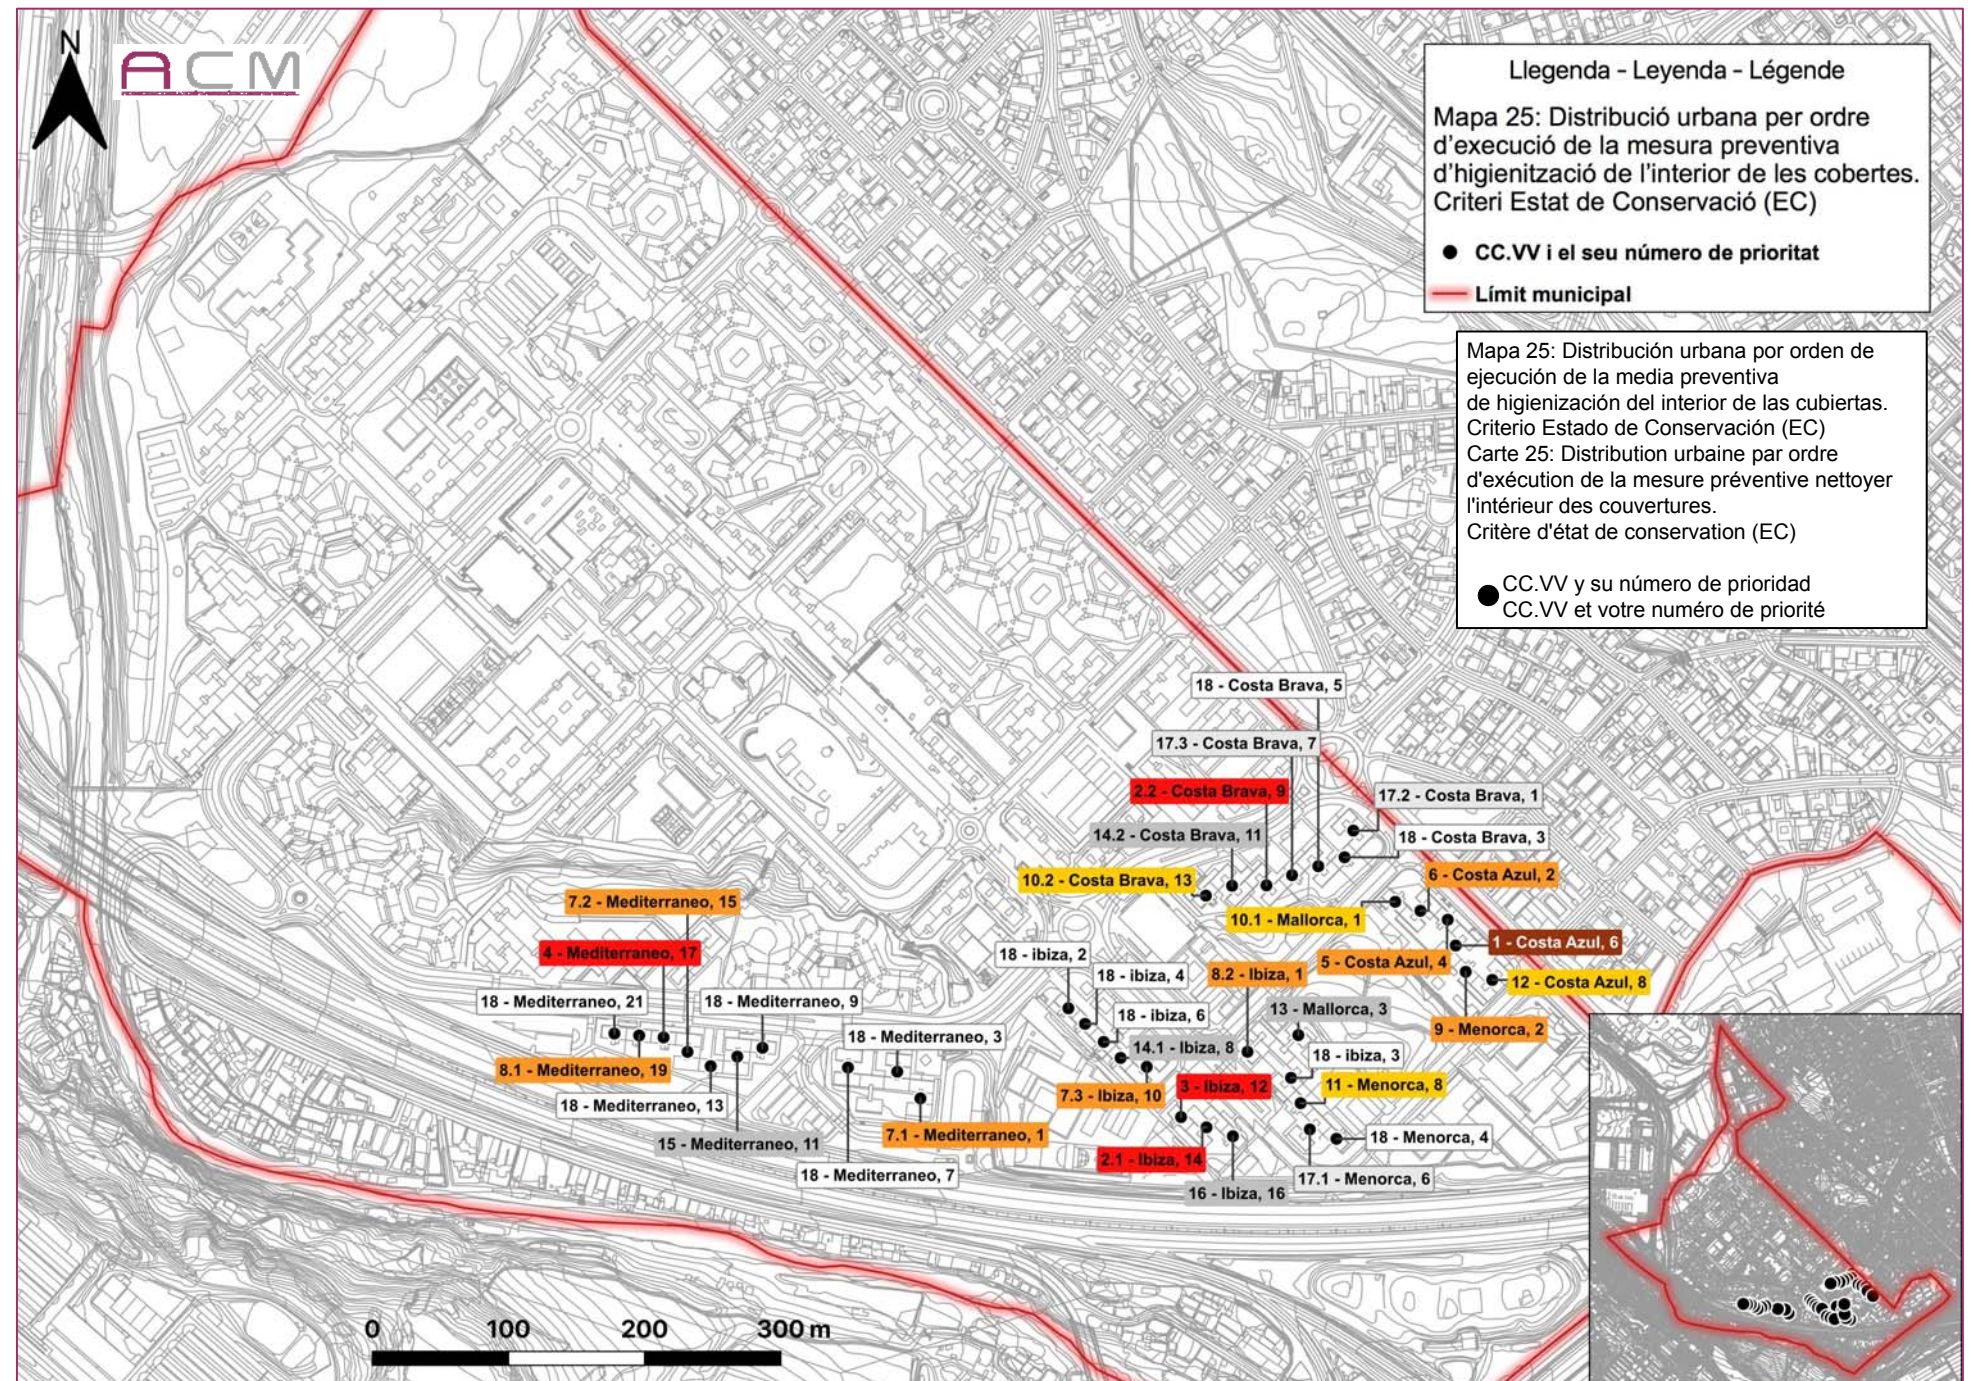 N
ACM
Llegenda - Leyenda - Légende
Mapa 25: Distribució urbana per ordre
d'execució de la mesura preventiva
d'higienització de l'interior de les cobertes.
Criteri Estat de Conservació (EC)
CC.VV i el seu número de prioritat
Límit municipal
Mapa 25: Distribución urbana por orden de
ejecución de la media preventiva
de higienización del interior de las cubiertas.
Criterio Estado de Conservación (EC)
Carte 25: Distribution urbaine par ordre
d'exécution de la mesure préventive nettoyer
l'intérieur des couvertures.
Critère d'état de conservation (EC)
CC.VV y su número de prioridad
CC.VV et votre numéro de priorité
18 - Costa Brava, 5
17.3 - Costa Brava, 7
2.2 - Costa Brava, 9
17.2 - Costa Brava, 1
14.2 - Costa Brava, 11
18 - Costa Brava, 3
10.2 - Costa Brava, 13
6 - Costa Azul, 2
7.2 - Mediterraneo, 15
10.1 - Mallorca, 1
1 - Costa Azul, 6
4 - Mediterraneo, 17
18 - ibiza, 2
5 - Costa Azul, 4
18 - ibiza, 4
8.2 - Ibiza, 1
12 - Costa Azul, 8
18 - Mediterraneo, 21
18 - Mediterraneo, 9
18 - ibiza, 6
13 - Mallorca, 3
9 - Menorca, 2
18 - Mediterraneo, 3
14.1 - Ibiza, 8
18 - ibiza, 3
8.1 - Mediterraneo, 19
3 - Ibiza, 12
11 - Menorca, 8
7.3 - Ibiza, 10
18 - Mediterraneo, 13
7.1 - Mediterraneo, 1
18 - Menorca, 4
15 - Mediterraneo, 11
2.1 - Ibiza, 14
18 - Mediterraneo, 7
17.1 - Menorca, 6
16 - Ibiza, 16
0 100 200 300 m